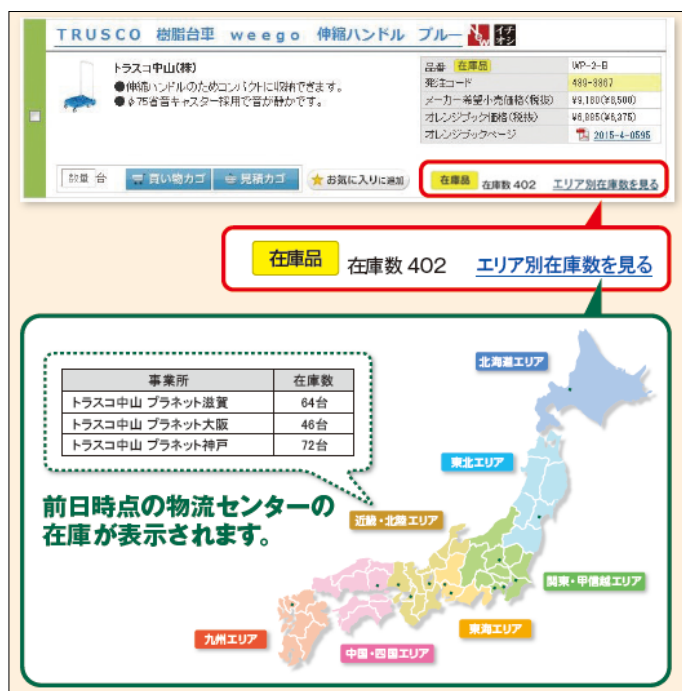 TRUSCO 樹脂台車 weego 伸縮ハンドル ブルー NEW イチオシ
トラスコ中山(株)
●伸縮ハンドルのためコンパクトに収納できます。
●φ75省音キャスター採用で音が静かです。
品番 在庫品 WP-2-B
発注コード 489-8867
メーカー希望小売価格(税抜) ¥9,180(¥8,500)
オレンジブック価格(税抜) ¥6,885(¥6,375)
オレンジブックページ 2015-4-0595
数量 台 買い物カゴ 見積カゴ お気に入りに追加 在庫品 在庫数 402 エリア別在庫数を見る
在庫品 在庫数 402 エリア別在庫数を見る
事業所 在庫数
トラスコ中山 プラネット滋賀 64台
トラスコ中山 プラネット大阪 46台
トラスコ中山 プラネット神戸 72台
前日時点の物流センターの
在庫が表示されます。
北海道エリア
東北エリア
近畿・北陸エリア
関東・甲信越エリア
東海エリア
九州エリア
中国・四国エリア